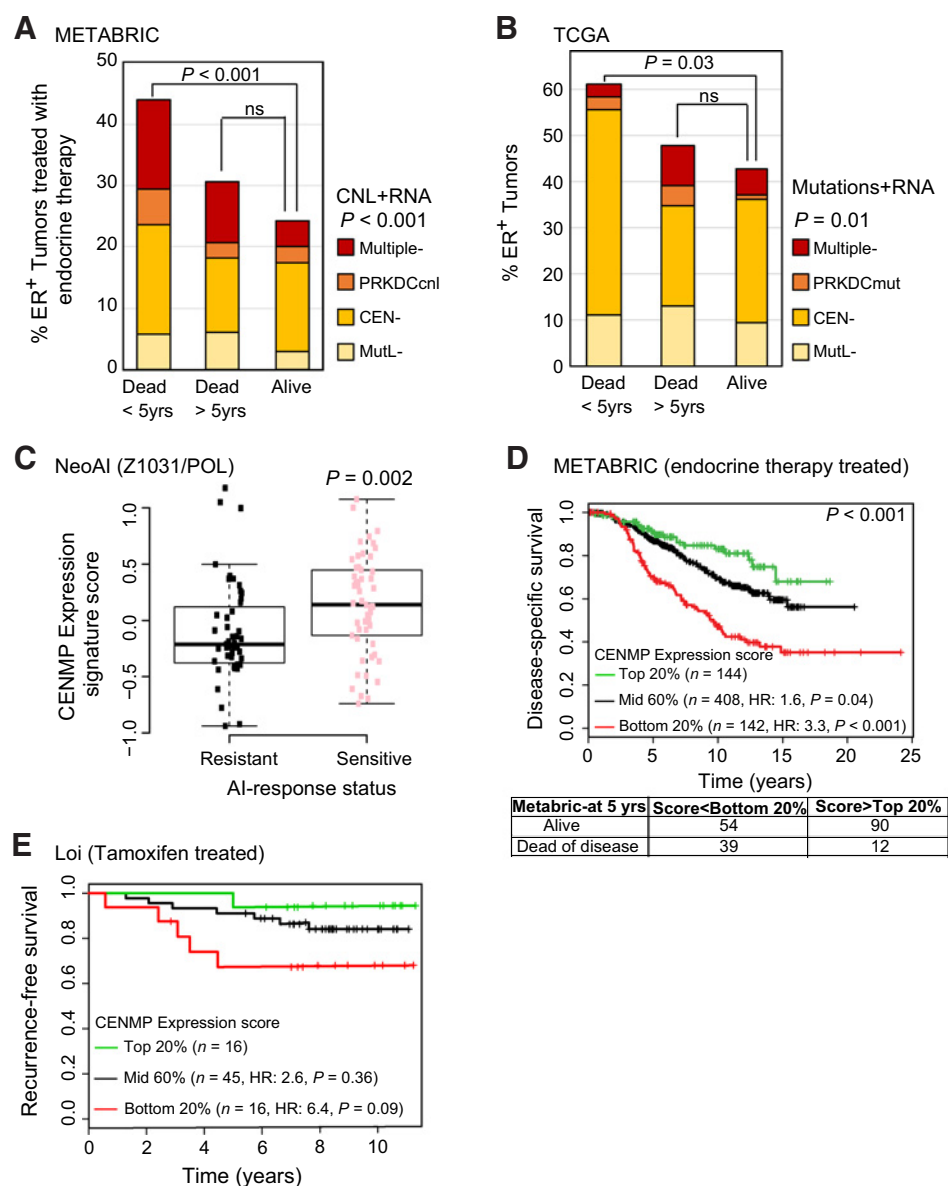 A METABRIC
% ER+ Tumors treated with
endocrine therapy
50
40
30
20
10
0
P < 0.001
ns
Dead
< 5yrs
Dead
> 5yrs
Alive
CNL+RNA
P < 0.001
Multiple-
PRKDCcnl
CEN-
MutL-
B TCGA
% ER+ Tumors
60
50
40
30
20
10
0
P = 0.03
ns
Dead
< 5yrs
Dead
> 5yrs
Alive
Mutations+RNA
P = 0.01
Multiple-
PRKDCmut
CEN-
MutL-
C NeoAI (Z1031/POL)
P = 0.002
CENMP Expression
signature score
1.0
0.5
0.0
−0.5
−1.0
Resistant
Sensitive
AI-response status
D METABRIC (endocrine therapy treated)
P < 0.001
Disease-specific survival
1.0
0.8
0.6
0.4
0.2
0.0
CENMP Expression score
Top 20% (n = 144)
Mid 60% (n = 408, HR: 1.6, P = 0.04)
Bottom 20% (n = 142, HR: 3.3, P < 0.001)
0 5 10 15 20 25
Time (years)
Metabric-at 5 yrs Score<Bottom 20% Score>Top 20%
Alive 54 90
Dead of disease 39 12
E Loi (Tamoxifen treated)
Recurrence-free survival
1.0
0.8
0.6
0.4
0.2
0.0
CENMP Expression score
Top 20% (n = 16)
Mid 60% (n = 45, HR: 2.6, P = 0.36)
Bottom 20% (n = 16, HR: 6.4, P = 0.09)
0 2 4 6 8 10
Time (years)